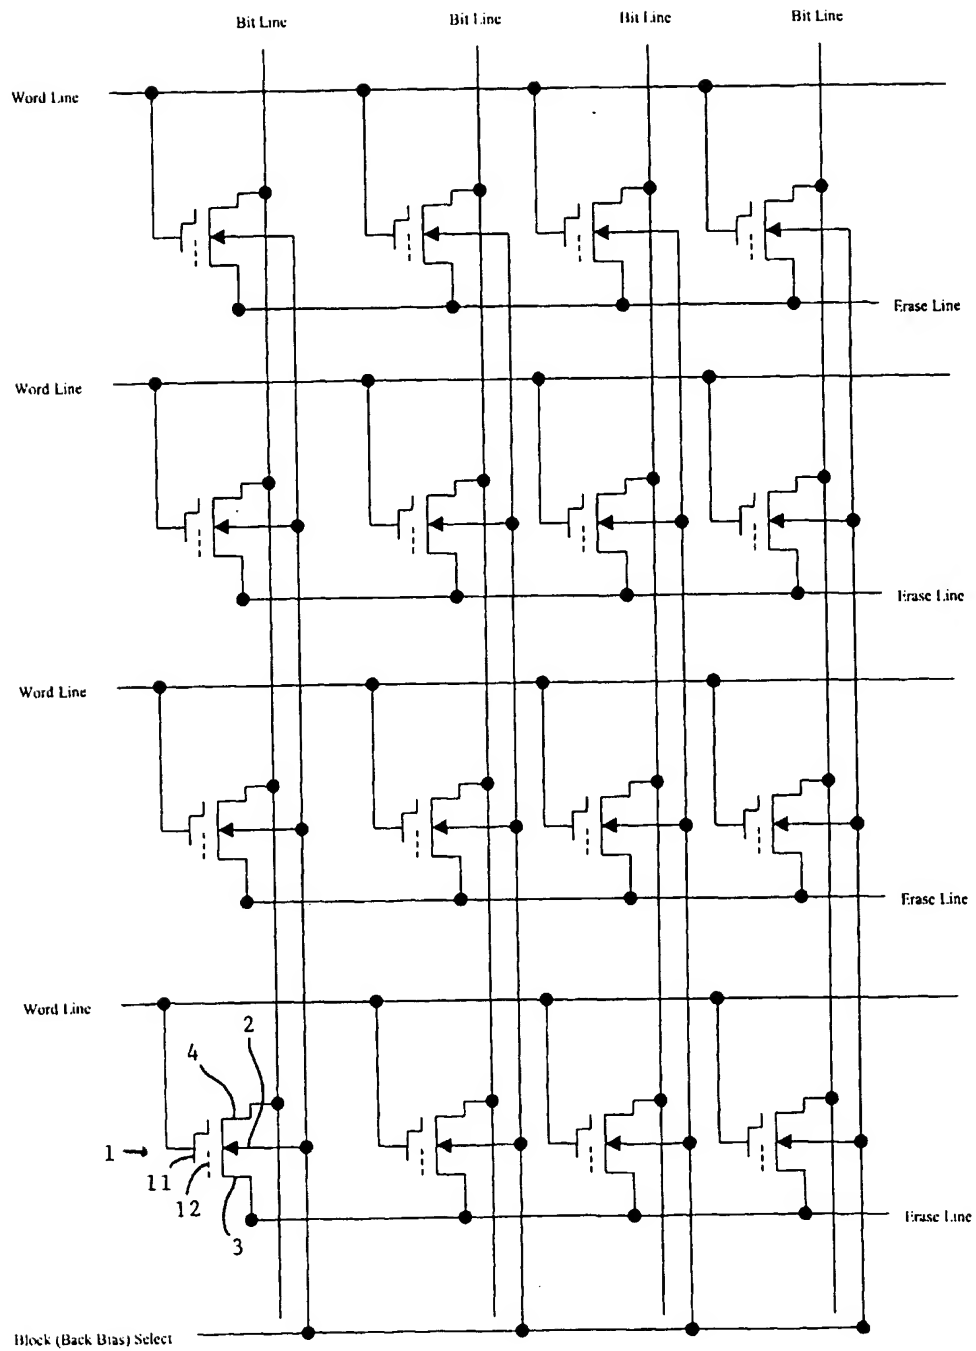 Bit Line
Bit Line
Bit Line
Bit Line
Word Line
Erase Line
Word Line
Erase Line
Word Line
Erase Line
Word Line
2
4
1
11
12
3
Erase Line
Block (Back Bias) Select